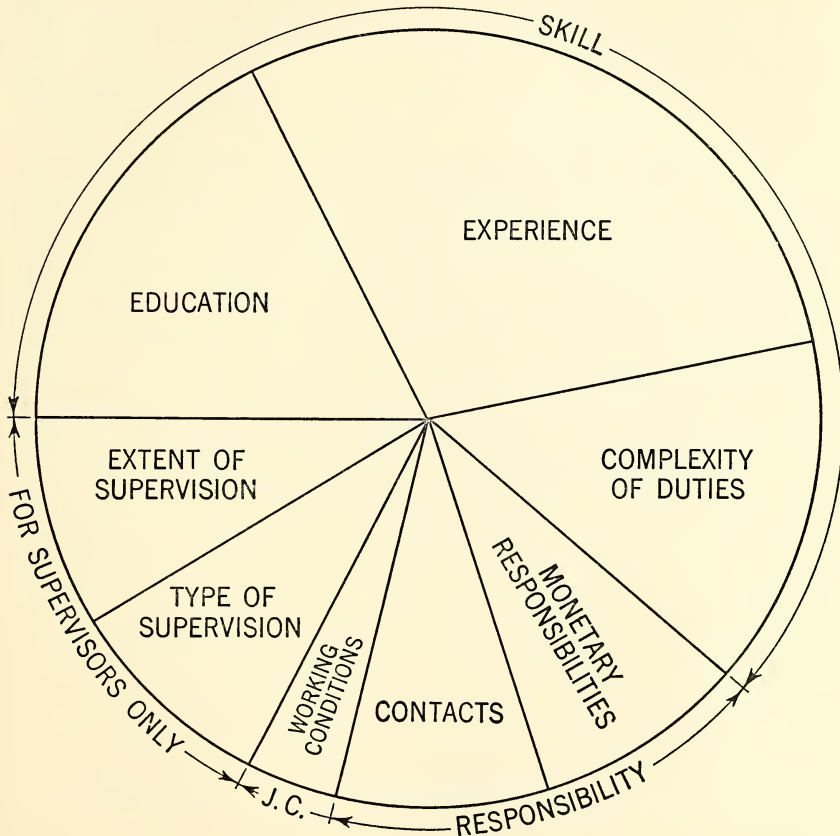 SKILL
EXPERIENCE
EDUCATION
EXTENT OF
SUPERVISION
COMPLEXITY
OF DUTIES
TYPE OF
SUPERVISION
MONETARY
RESPONSIBILITIES
WORKING
CONDITIONS
CONTACTS
FOR SUPERVISORS ONLY
J.C.
RESPONSIBILITY